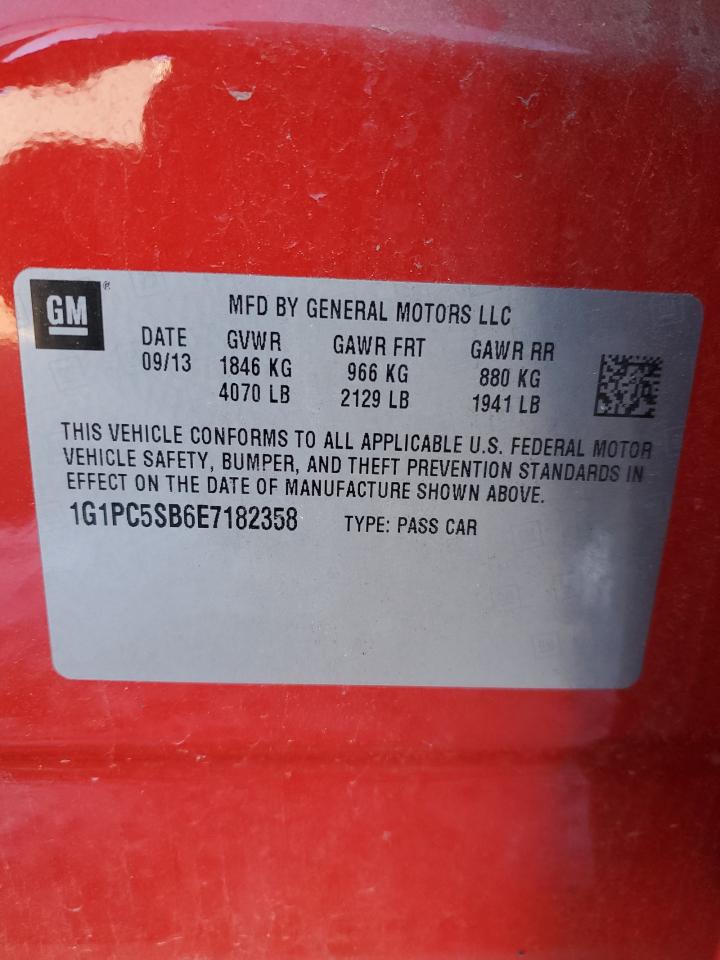 GM ®
MFD BY GENERAL MOTORS LLC
DATE GVWR GAWR FRT GAWR RR
09/13 1846 KG 966 KG 880 KG
4070 LB 2129 LB 1941 LB
THIS VEHICLE CONFORMS TO ALL APPLICABLE U.S. FEDERAL MOTOR
VEHICLE SAFETY, BUMPER, AND THEFT PREVENTION STANDARDS IN
EFFECT ON THE DATE OF MANUFACTURE SHOWN ABOVE.
1G1PC5SB6E7182358 TYPE: PASS CAR